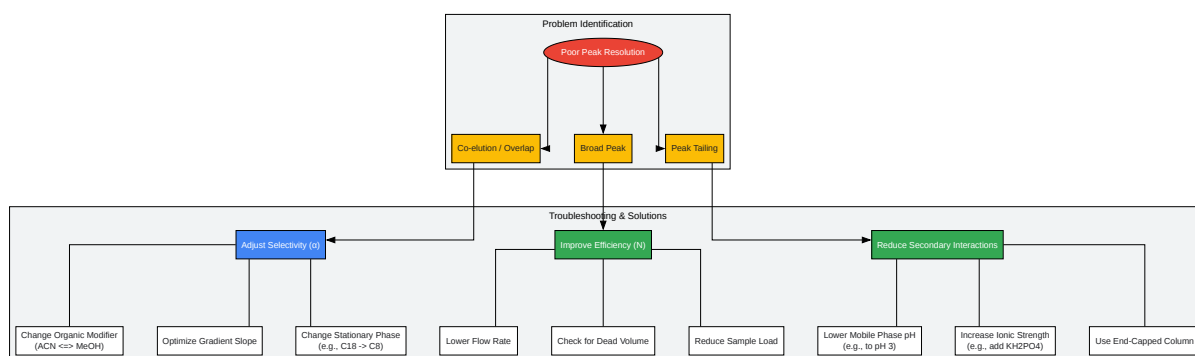 Problem Identification
Poor Peak Resolution
Co-elution / Overlap
Broad Peak
Peak Tailing
Troubleshooting & Solutions
Adjust Selectivity (α)
Improve Efficiency (N)
Reduce Secondary Interactions
Change Organic Modifier
(ACN <=> MeOH)
Optimize Gradient Slope
Change Stationary Phase
(e.g., C18 -> C8)
Lower Flow Rate
Check for Dead Volume
Reduce Sample Load
Lower Mobile Phase pH
(e.g., to pH 3)
Increase Ionic Strength
(e.g., add KH2PO4)
Use End-Capped Column